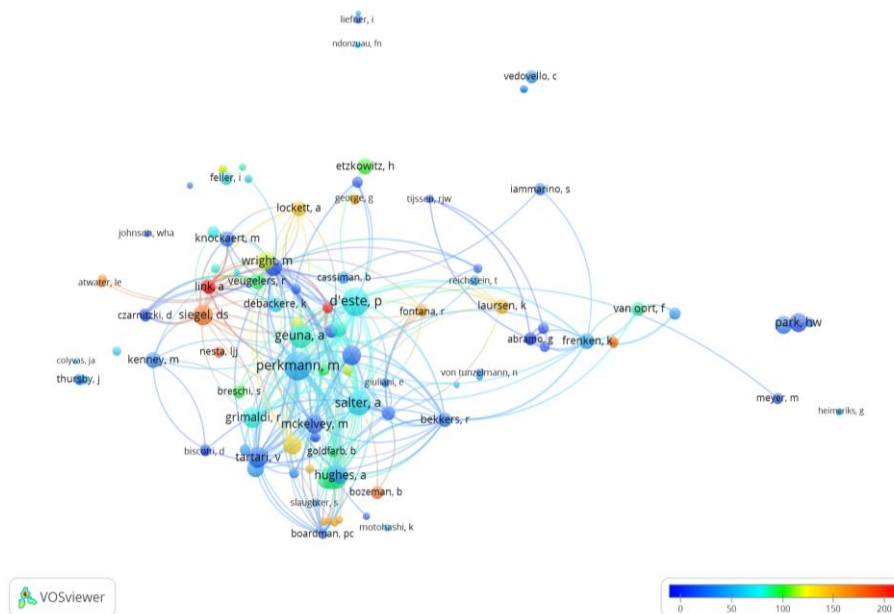 liefner, i
ndonzuau, fn
vedovello, c
etzkowitz, h
feller, i
george, g
tijssen, rjw
iammarino, s
lockett, a
johnson, wha
knockaert, m
wright, m
cassiman, b
reichstein, t
atwater, le
link, a
veugelers, r
debackere, k
d'este, p
czarnitzki, d
siegel, ds
fontana, r
laursen, k
van oort, f
park, hw
geuna, a
abramo, g
frenken, k
nesta, ljj
colyvas, ja
kenney, m
perkmann, m
von tunzelmann, n
thursby, j
giuliani, e
breschi, s
meyer, m
salter, a
heimeriks, g
grimaldi, r
mckelvey, m
bekkers, r
biscotti, d
tartari, v
goldfarb, b
hughes, a
bozeman, b
slaughter, s
motohashi, k
boardman, pc
VOSviewer
0 50 100 150 200